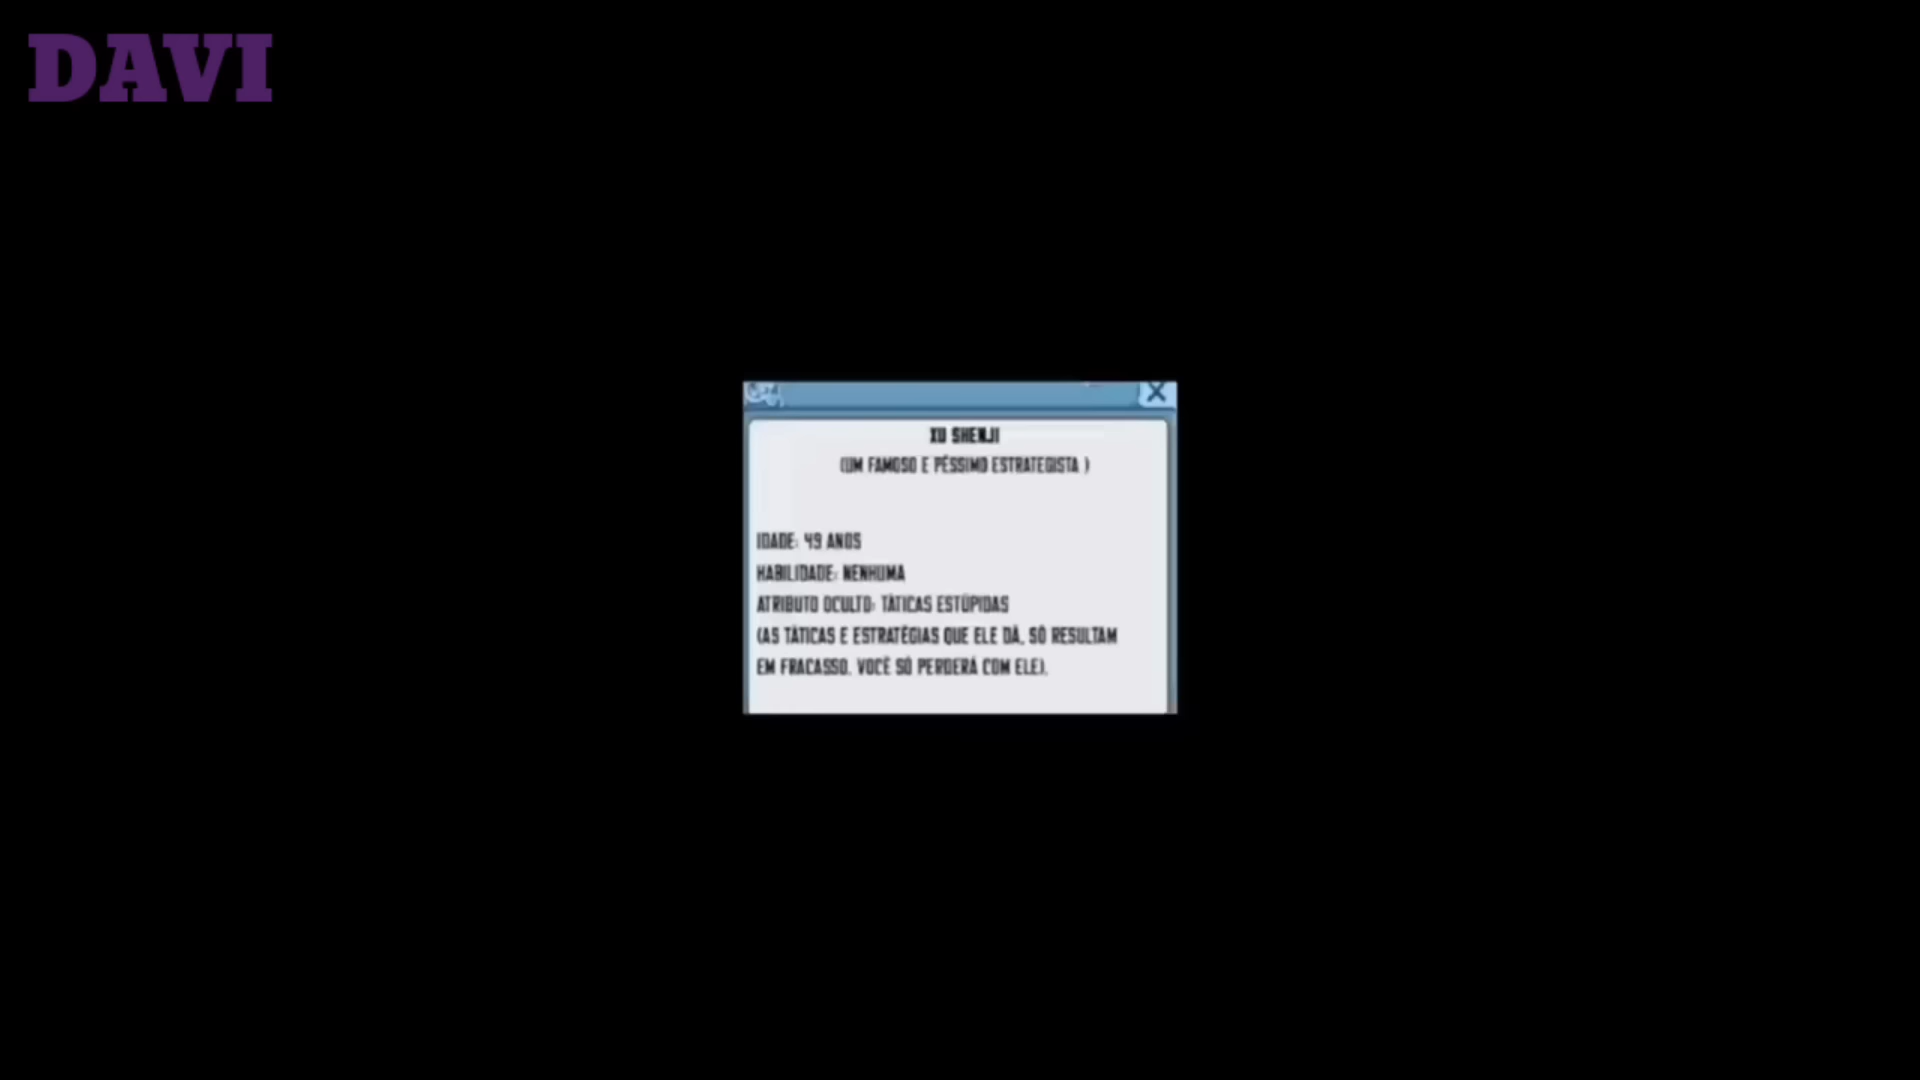 DAVI
XU SHENJI
(UM FAMOSO E PÉSSIMO ESTRATEGISTA )
IDADE: 49 ANOS
HABILIDADE: NENHUMA
ATRIBUTO OCULTO: TÁTICAS ESTÚPIDAS
(AS TÁTICAS E ESTRATÉGIAS QUE ELE DÁ, SÓ RESULTAM
EM FRACASSO. VOCÊ SÓ PERDERÁ COM ELE).